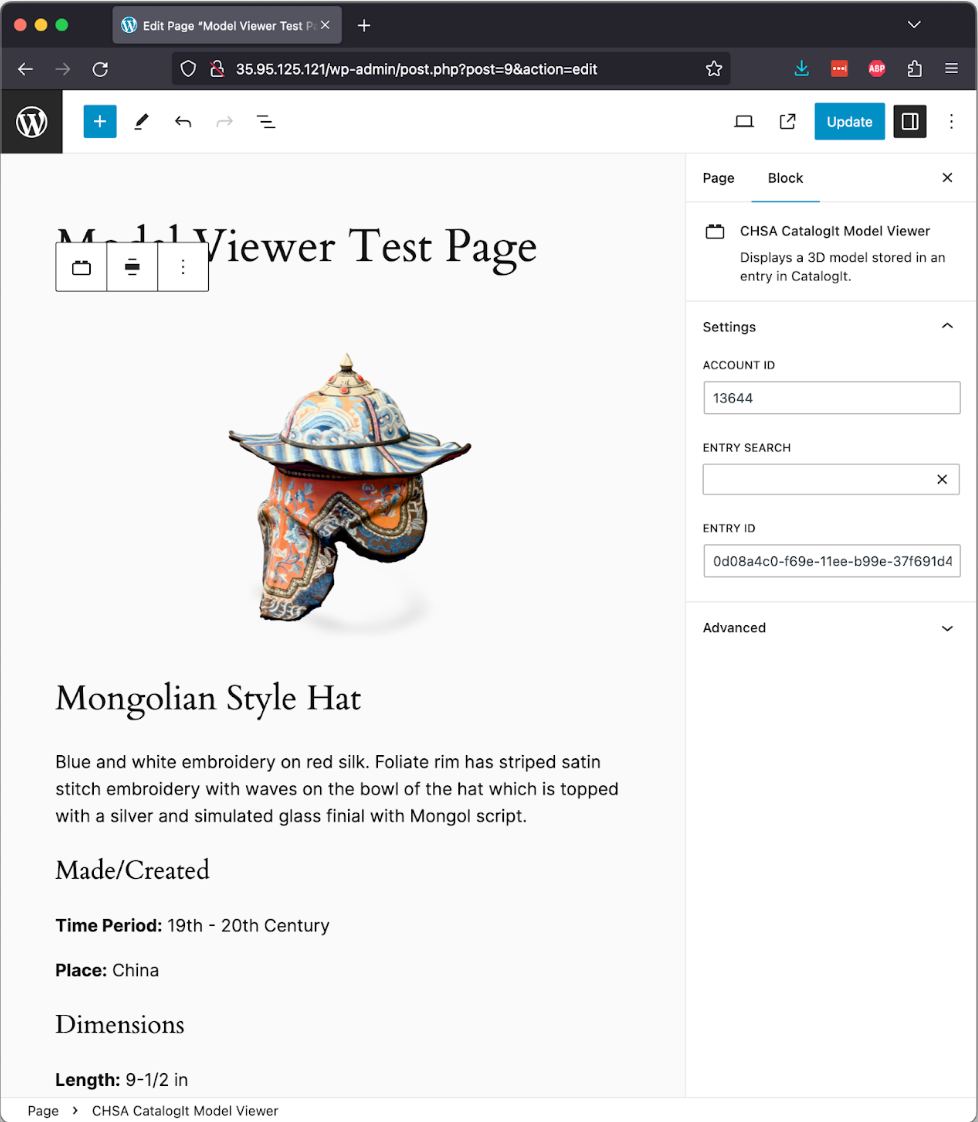 Edit Page “Model Viewer Test P
35.95.125.121/wp-admin/post.php?post=9&action=edit
ABP
Update
Page
Block
CHSA CatalogIt Model Viewer
Displays a 3D model stored in an
entry in CatalogIt.
Settings
ACCOUNT ID
13644
ENTRY SEARCH
ENTRY ID
0d08a4c0-f69e-11ee-b99e-37f691d4
Advanced
Model Viewer Test Page
Mongolian Style Hat
Blue and white embroidery on red silk. Foliate rim has striped satin
stitch embroidery with waves on the bowl of the hat which is topped
with a silver and simulated glass finial with Mongol script.
Made/Created
Time Period: 19th - 20th Century
Place: China
Dimensions
Length: 9-1/2 in
Page > CHSA CatalogIt Model Viewer